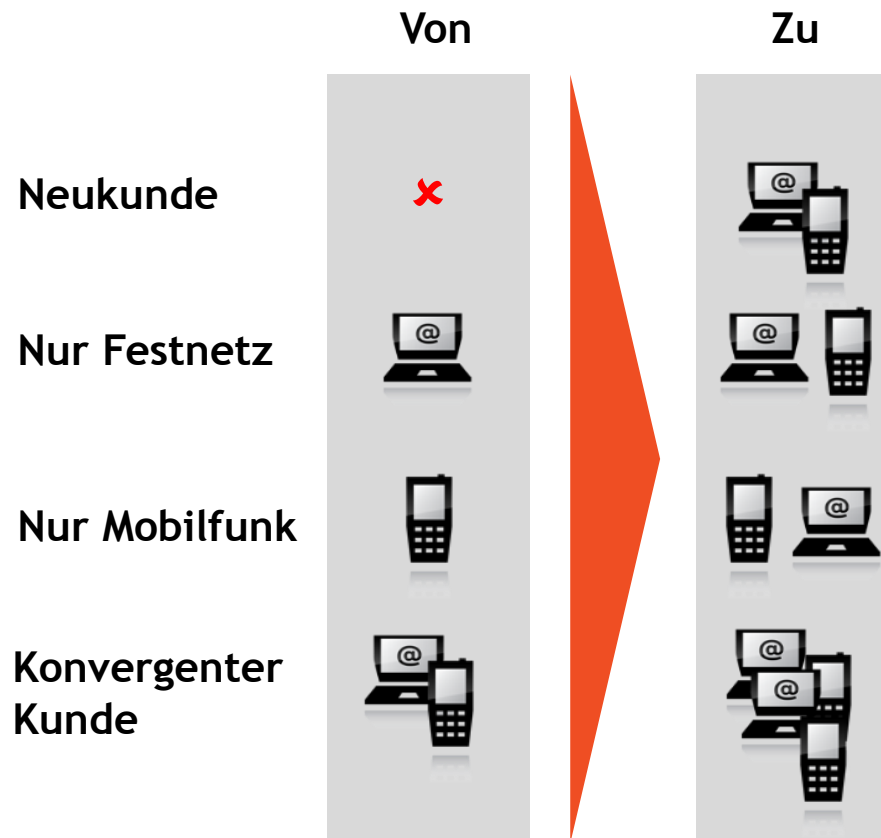 Von Zu
Neukunde
@
Nur Festnetz
@ @
Nur Mobilfunk
@
Konvergenter
Kunde
@ @
@